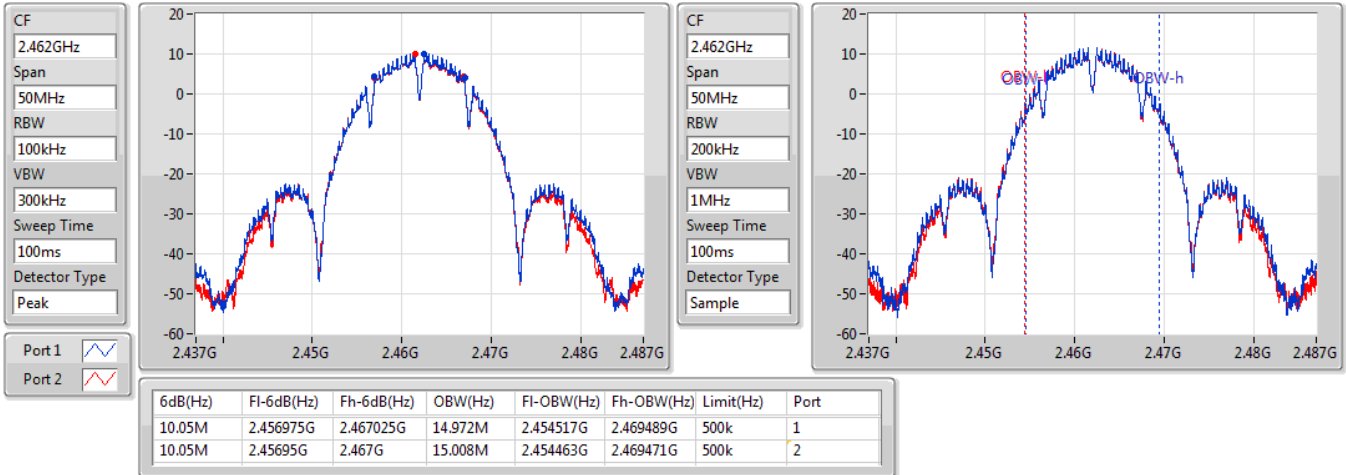 CF
2.462GHz
Span
50MHz
RBW
100kHz
VBW
300kHz
Sweep Time
100ms
Detector Type
Peak
Port 1
Port 2
20
10
0
-10
-20
-30
-40
-50
-60
2.437G 2.45G 2.46G 2.47G 2.48G 2.487G
CF
2.462GHz
Span
50MHz
RBW
200kHz
VBW
1MHz
Sweep Time
100ms
Detector Type
Sample
20
10
0
-10
-20
-30
-40
-50
-60
OBW-h
2.437G 2.45G 2.46G 2.47G 2.48G 2.487G
6dB(Hz) Fl-6dB(Hz) Fh-6dB(Hz) OBW(Hz) Fl-OBW(Hz) Fh-OBW(Hz) Limit(Hz) Port
10.05M 2.456975G 2.467025G 14.972M 2.454517G 2.469489G 500k 1
10.05M 2.45695G 2.467G 15.008M 2.454463G 2.469471G 500k 2